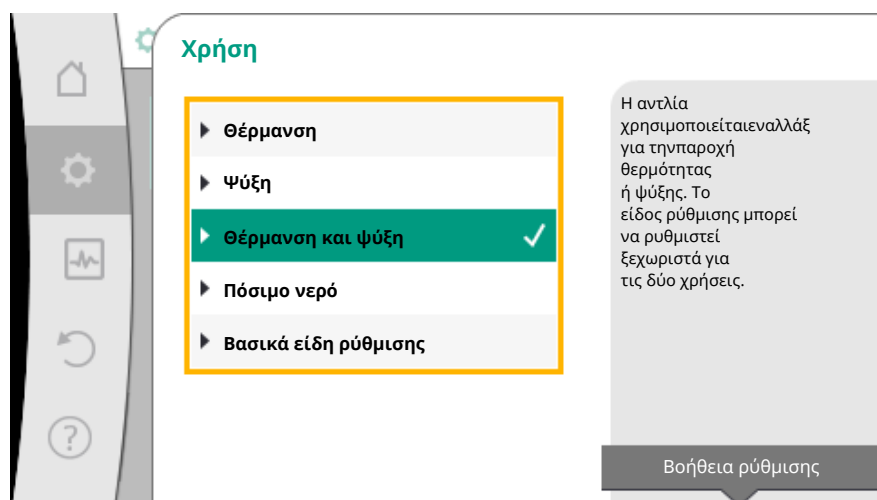 Χρήση
Θέρμανση
Ψύξη
Θέρμανση και ψύξη
Πόσιμο νερό
Βασικά είδη ρύθμισης
Η αντλία
χρησιμοποιείταιεναλλάξ
για τηνπαροχή
θερμότητας
ή ψύξης. Το
είδος ρύθμισης μπορεί
να ρυθμιστεί
ξεχωριστά για
τις δύο χρήσεις.
Βοήθεια ρύθμισης
?